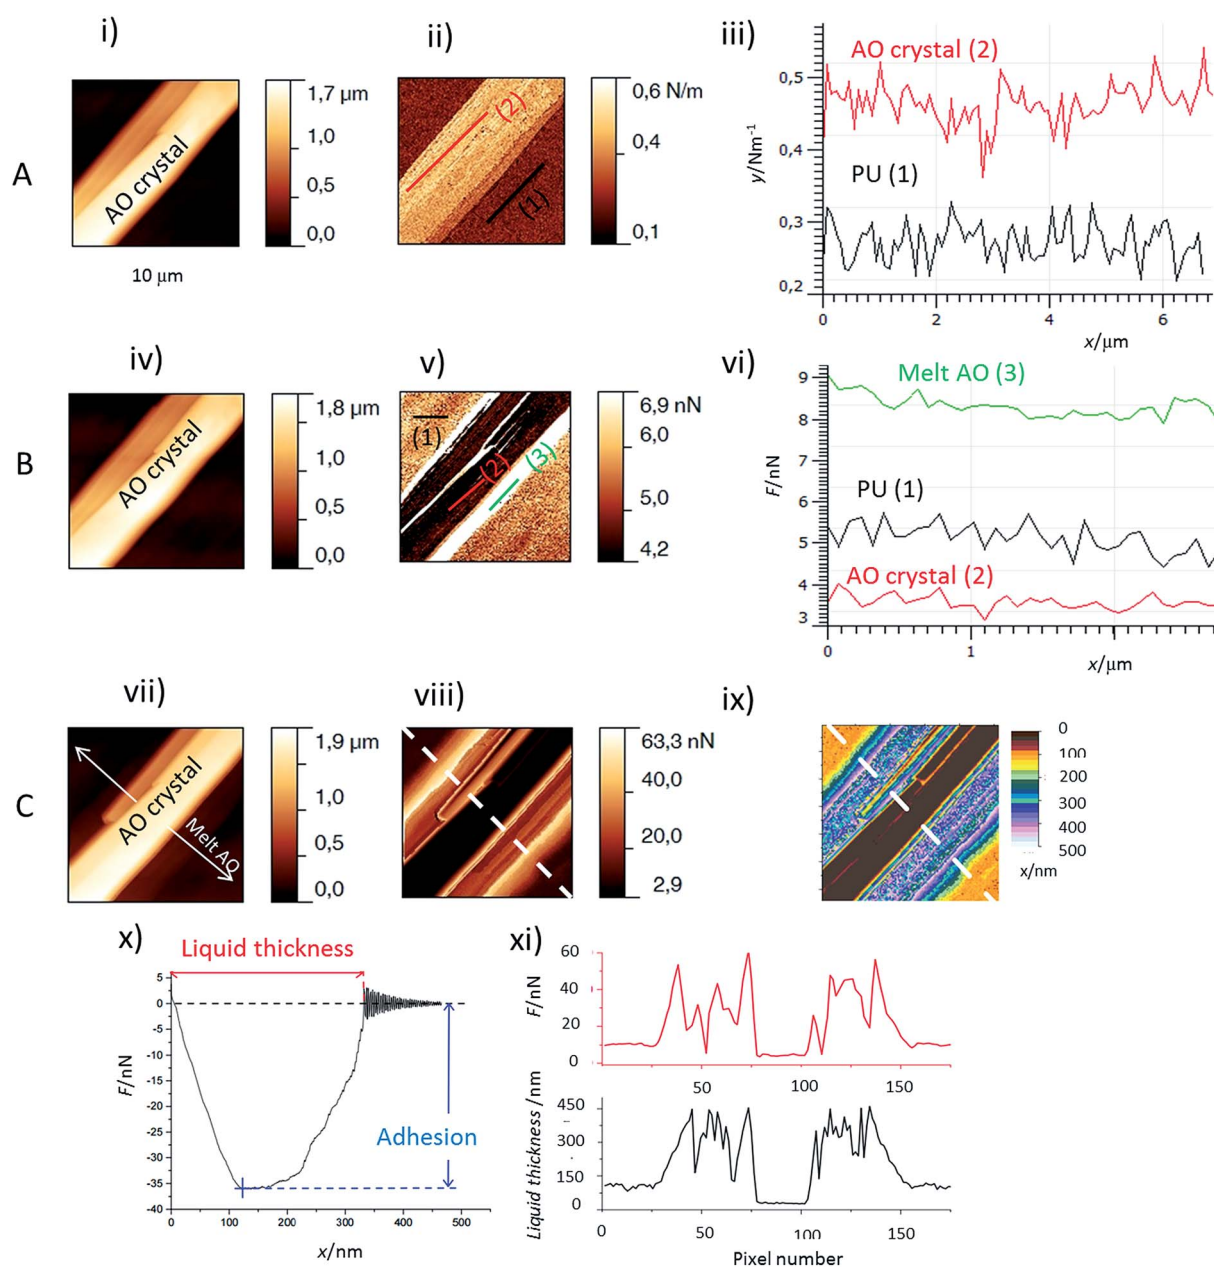 i)
ii)
iii)
A
AO crystal
10 µm
1,7 µm
1,0
0,5
0,0
(2)
(1)
0,6 N/m
0,4
0,1
AO crystal (2)
PU (1)
y/Nm⁻¹
0,5
0,4
0,3
0,2
0
2
4
6
x/µm
iv)
v)
vi)
B
AO crystal
1,8 µm
1,0
0,5
0,0
(1)
(2)
(3)
6,9 nN
6,0
5,0
4,2
Melt AO (3)
PU (1)
AO crystal (2)
F/nN
9
8
7
6
5
4
3
0
1
x/µm
vii)
viii)
ix)
C
AO crystal
Melt AO
1,9 µm
1,0
0,5
0,0
63,3 nN
40,0
20,0
2,9
0
100
200
300
400
500
x/nm
x)
Liquid thickness
Adhesion
F/nN
5
0
-5
-10
-15
-20
-25
-30
-35
-40
0
100
200
300
400
500
x/nm
xi)
F/nN
60
40
20
0
50
100
150
Liquid thickness /nm
450
300
150
0
0
50
100
150
Pixel number